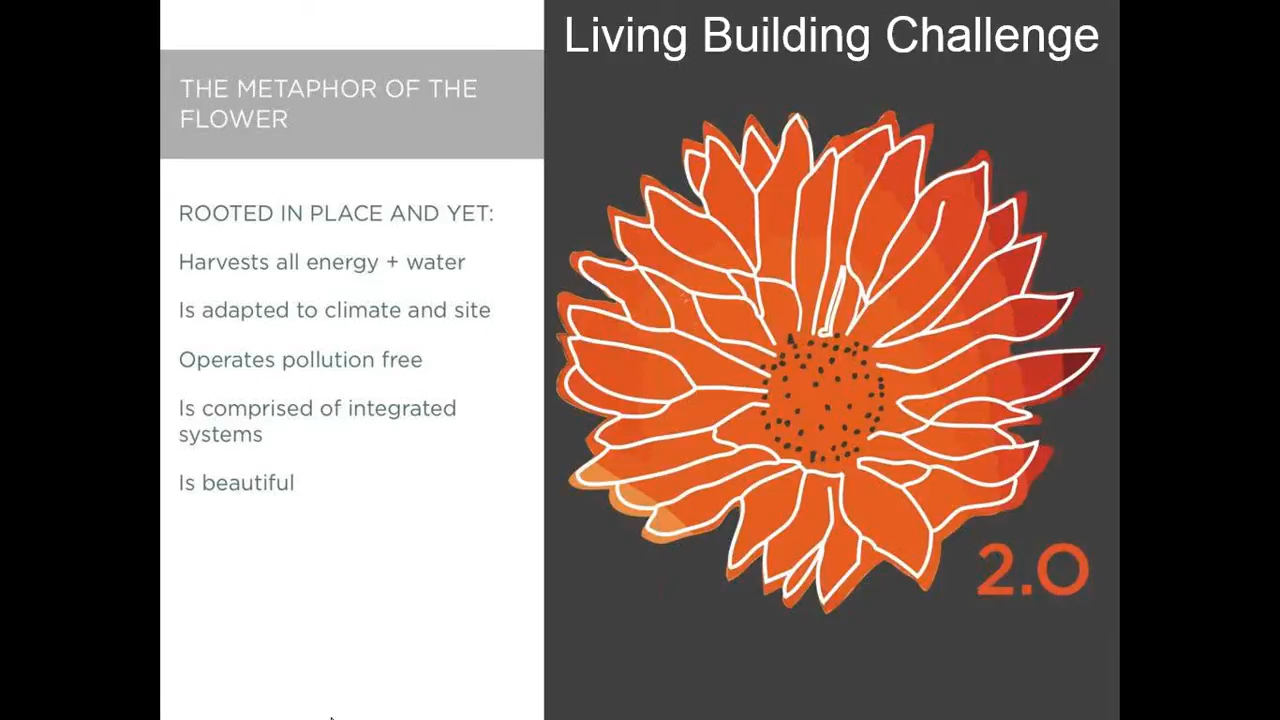 Living Building Challenge
THE METAPHOR OF THE
FLOWER
ROOTED IN PLACE AND YET:
Harvests all energy + water
Is adapted to climate and site
Operates pollution free
Is comprised of integrated
systems
Is beautiful
2.0